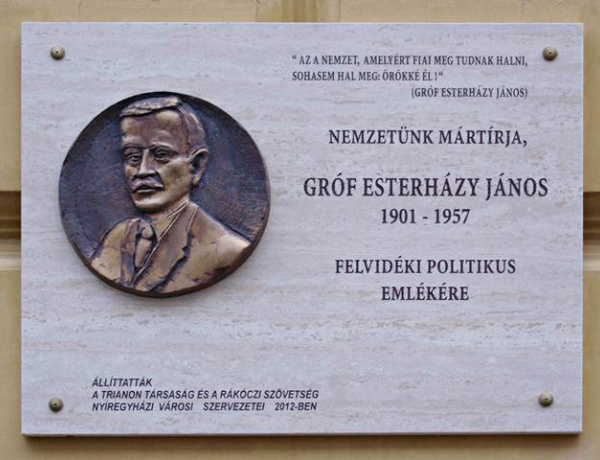 “ AZ A NEMZET, AMELYÉRT FIAI MEG TUDNAK HALNI,
SOHASEM HAL MEG: ÖRÖKKÉ ÉL !“
(GRÓF ESTERHÁZY JÁNOS)
NEMZETÜNK MÁRTÍRJA,
GRÓF ESTERHÁZY JÁNOS
1901 - 1957
FELVIDÉKI POLITIKUS
EMLÉKÉRE
ÁLLÍTTATTÁK
A TRIANON TÁRSASÁG ÉS A RÁKÓCZI SZÖVETSÉG
NYÍREGYHÁZI VÁROSI SZERVEZETEI 2012-BEN